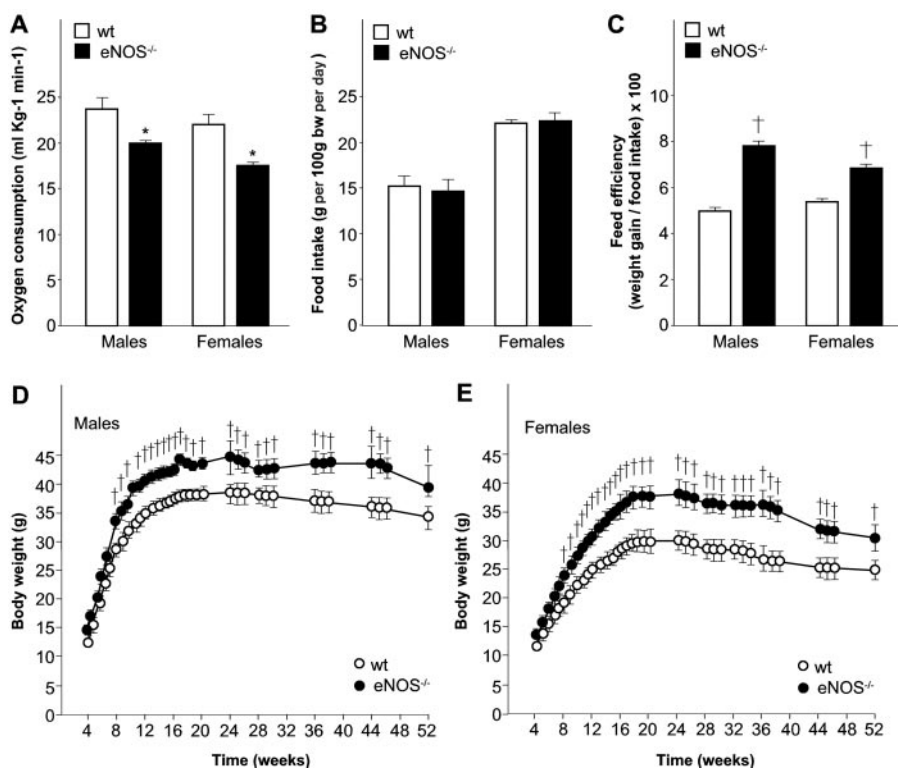 A
wt
eNOS-/-
Oxygen consumption (ml Kg-1 min-1)
25
20
15
10
5
0
*
*
Males Females
B
wt
eNOS-/-
Food intake (g per 100g bw per day)
25
20
15
10
5
0
Males Females
C
wt
eNOS-/-
Feed efficiency
(weight gain / food intake) x 100
10
8
6
4
2
0
†
†
Males Females
D
Males
Body weight (g)
45
40
35
30
25
20
15
10
5
0
† † † † † † † † † † † † † † † † † † † † † † †
wt
eNOS-/-
4 8 12 16 20 24 28 32 36 40 44 48 52
Time (weeks)
E
Females
Body weight (g)
45
40
35
30
25
20
15
10
5
0
† † † † † † † † † † † † † † † † † † † † † † † † † † † †
wt
eNOS-/-
4 8 12 16 20 24 28 32 36 40 44 48 52
Time (weeks)